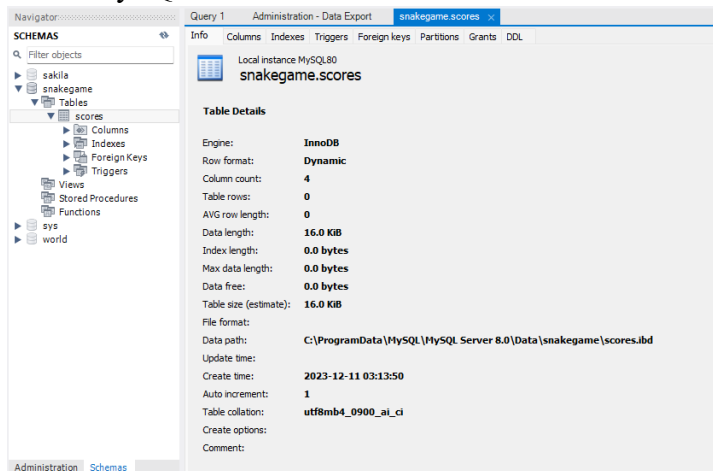 Navigator
SCHEMAS
Filter objects
sakila
snakegame
Tables
scores
Columns
Indexes
Foreign Keys
Triggers
Views
Stored Procedures
Functions
sys
world
Administration Schemas
Query 1 Administration - Data Export snakegame.scores
Info Columns Indexes Triggers Foreign keys Partitions Grants DDL
Local instance MySQL80
snakegame.scores
Table Details
Engine: InnoDB
Row format: Dynamic
Column count: 4
Table rows: 0
AVG row length: 0
Data length: 16.0 KiB
Index length: 0.0 bytes
Max data length: 0.0 bytes
Data free: 0.0 bytes
Table size (estimate): 16.0 KiB
File format:
Data path: C:\ProgramData\MySQL\MySQL Server 8.0\Data\snakegame\scores.ibd
Update time:
Create time: 2023-12-11 03:13:50
Auto increment: 1
Table collation: utf8mb4_0900_ai_ci
Create options:
Comment: